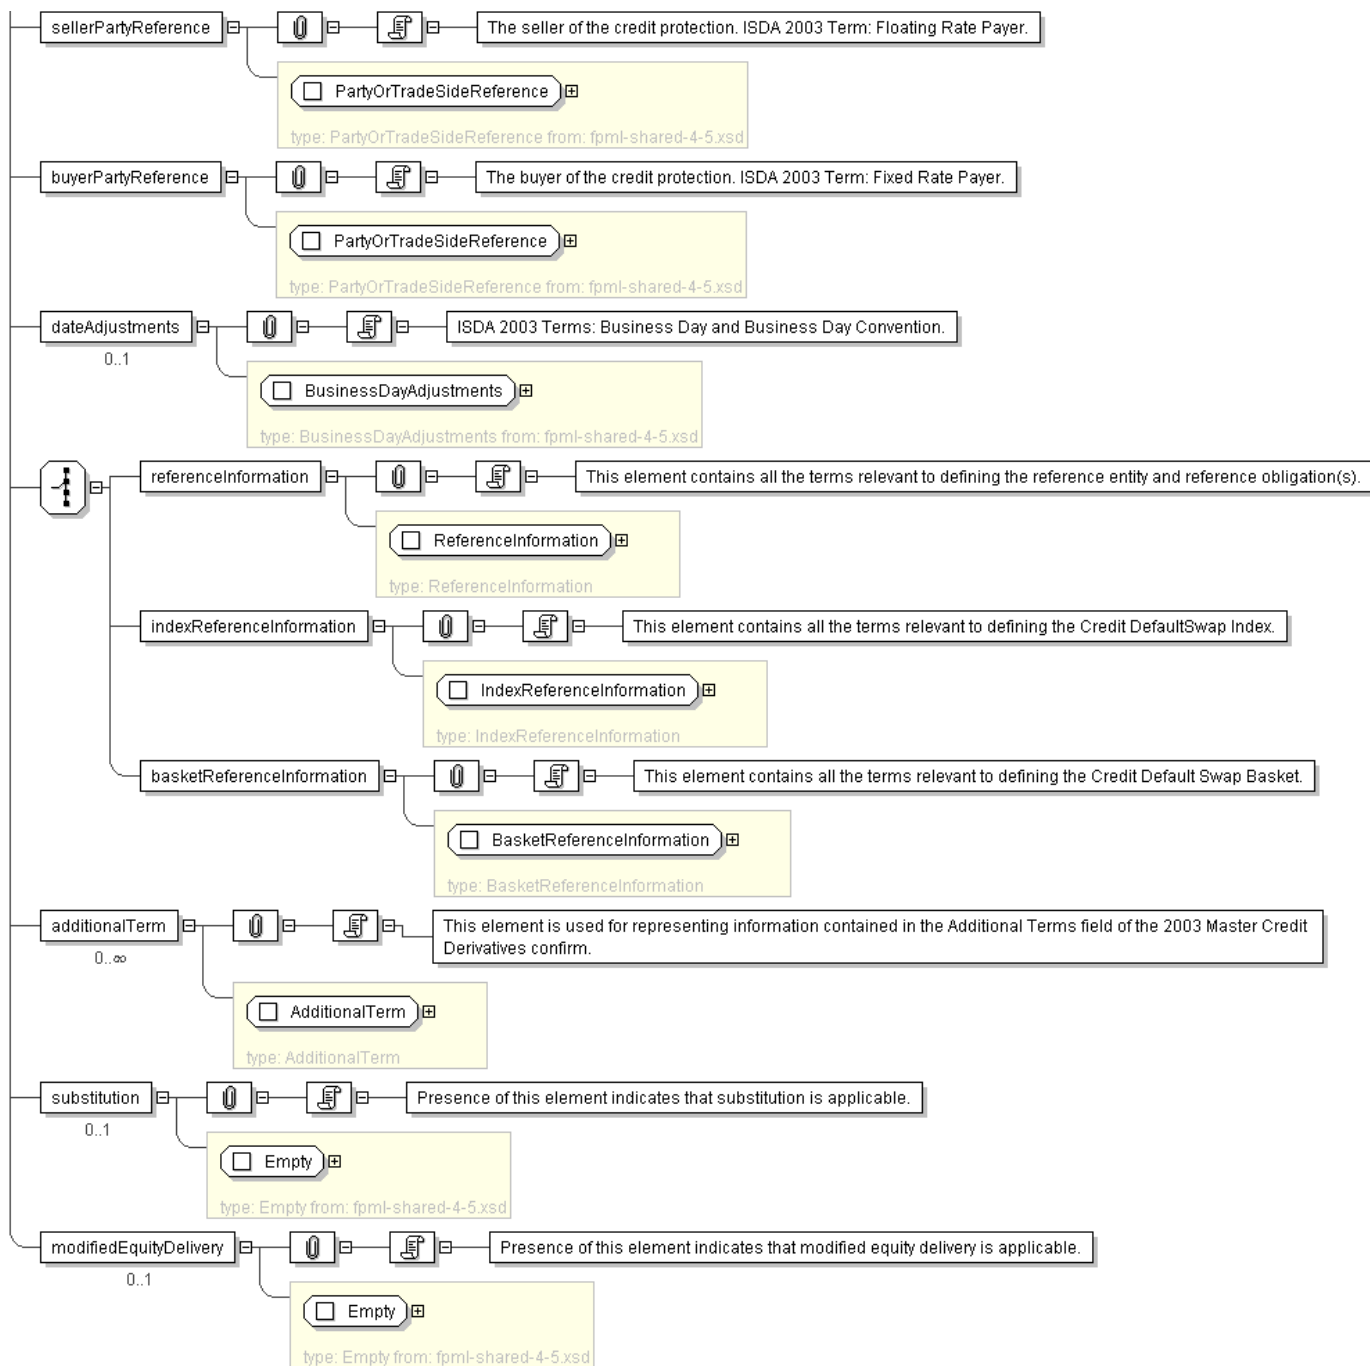 sellerPartyReference
The seller of the credit protection. ISDA 2003 Term: Floating Rate Payer.
PartyOrTradeSideReference
type: PartyOrTradeSideReference from: fpml-shared-4-5.xsd
buyerPartyReference
The buyer of the credit protection. ISDA 2003 Term: Fixed Rate Payer.
PartyOrTradeSideReference
type: PartyOrTradeSideReference from: fpml-shared-4-5.xsd
dateAdjustments
ISDA 2003 Terms: Business Day and Business Day Convention.
0..1
BusinessDayAdjustments
type: BusinessDayAdjustments from: fpml-shared-4-5.xsd
referenceInformation
This element contains all the terms relevant to defining the reference entity and reference obligation(s).
ReferenceInformation
type: ReferenceInformation
indexReferenceInformation
This element contains all the terms relevant to defining the Credit DefaultSwap Index.
IndexReferenceInformation
type: IndexReferenceInformation
basketReferenceInformation
This element contains all the terms relevant to defining the Credit Default Swap Basket.
BasketReferenceInformation
type: BasketReferenceInformation
additionalTerm
This element is used for representing information contained in the Additional Terms field of the 2003 Master Credit
Derivatives confirm.
0..∞
AdditionalTerm
type: AdditionalTerm
substitution
Presence of this element indicates that substitution is applicable.
0..1
Empty
type: Empty from: fpml-shared-4-5.xsd
modifiedEquityDelivery
Presence of this element indicates that modified equity delivery is applicable.
0..1
Empty
type: Empty from: fpml-shared-4-5.xsd